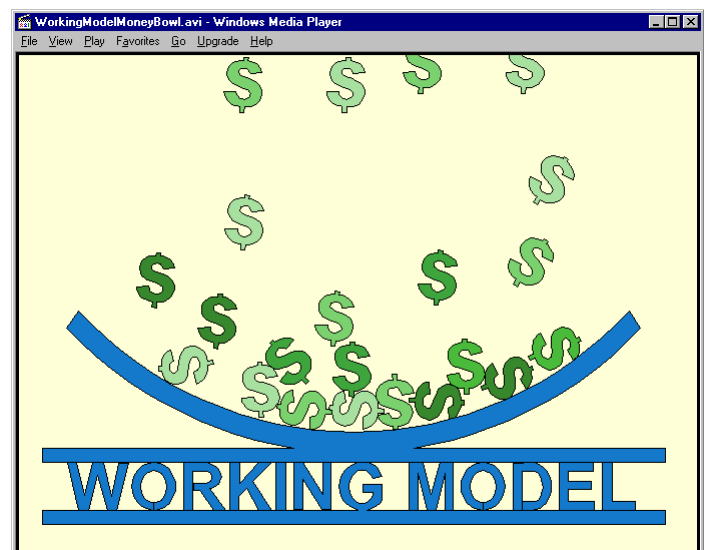 WorkingModelMoneyBowl.avi - Windows Media Player
File View Play Favorites Go Upgrade Help
WORKING MODEL